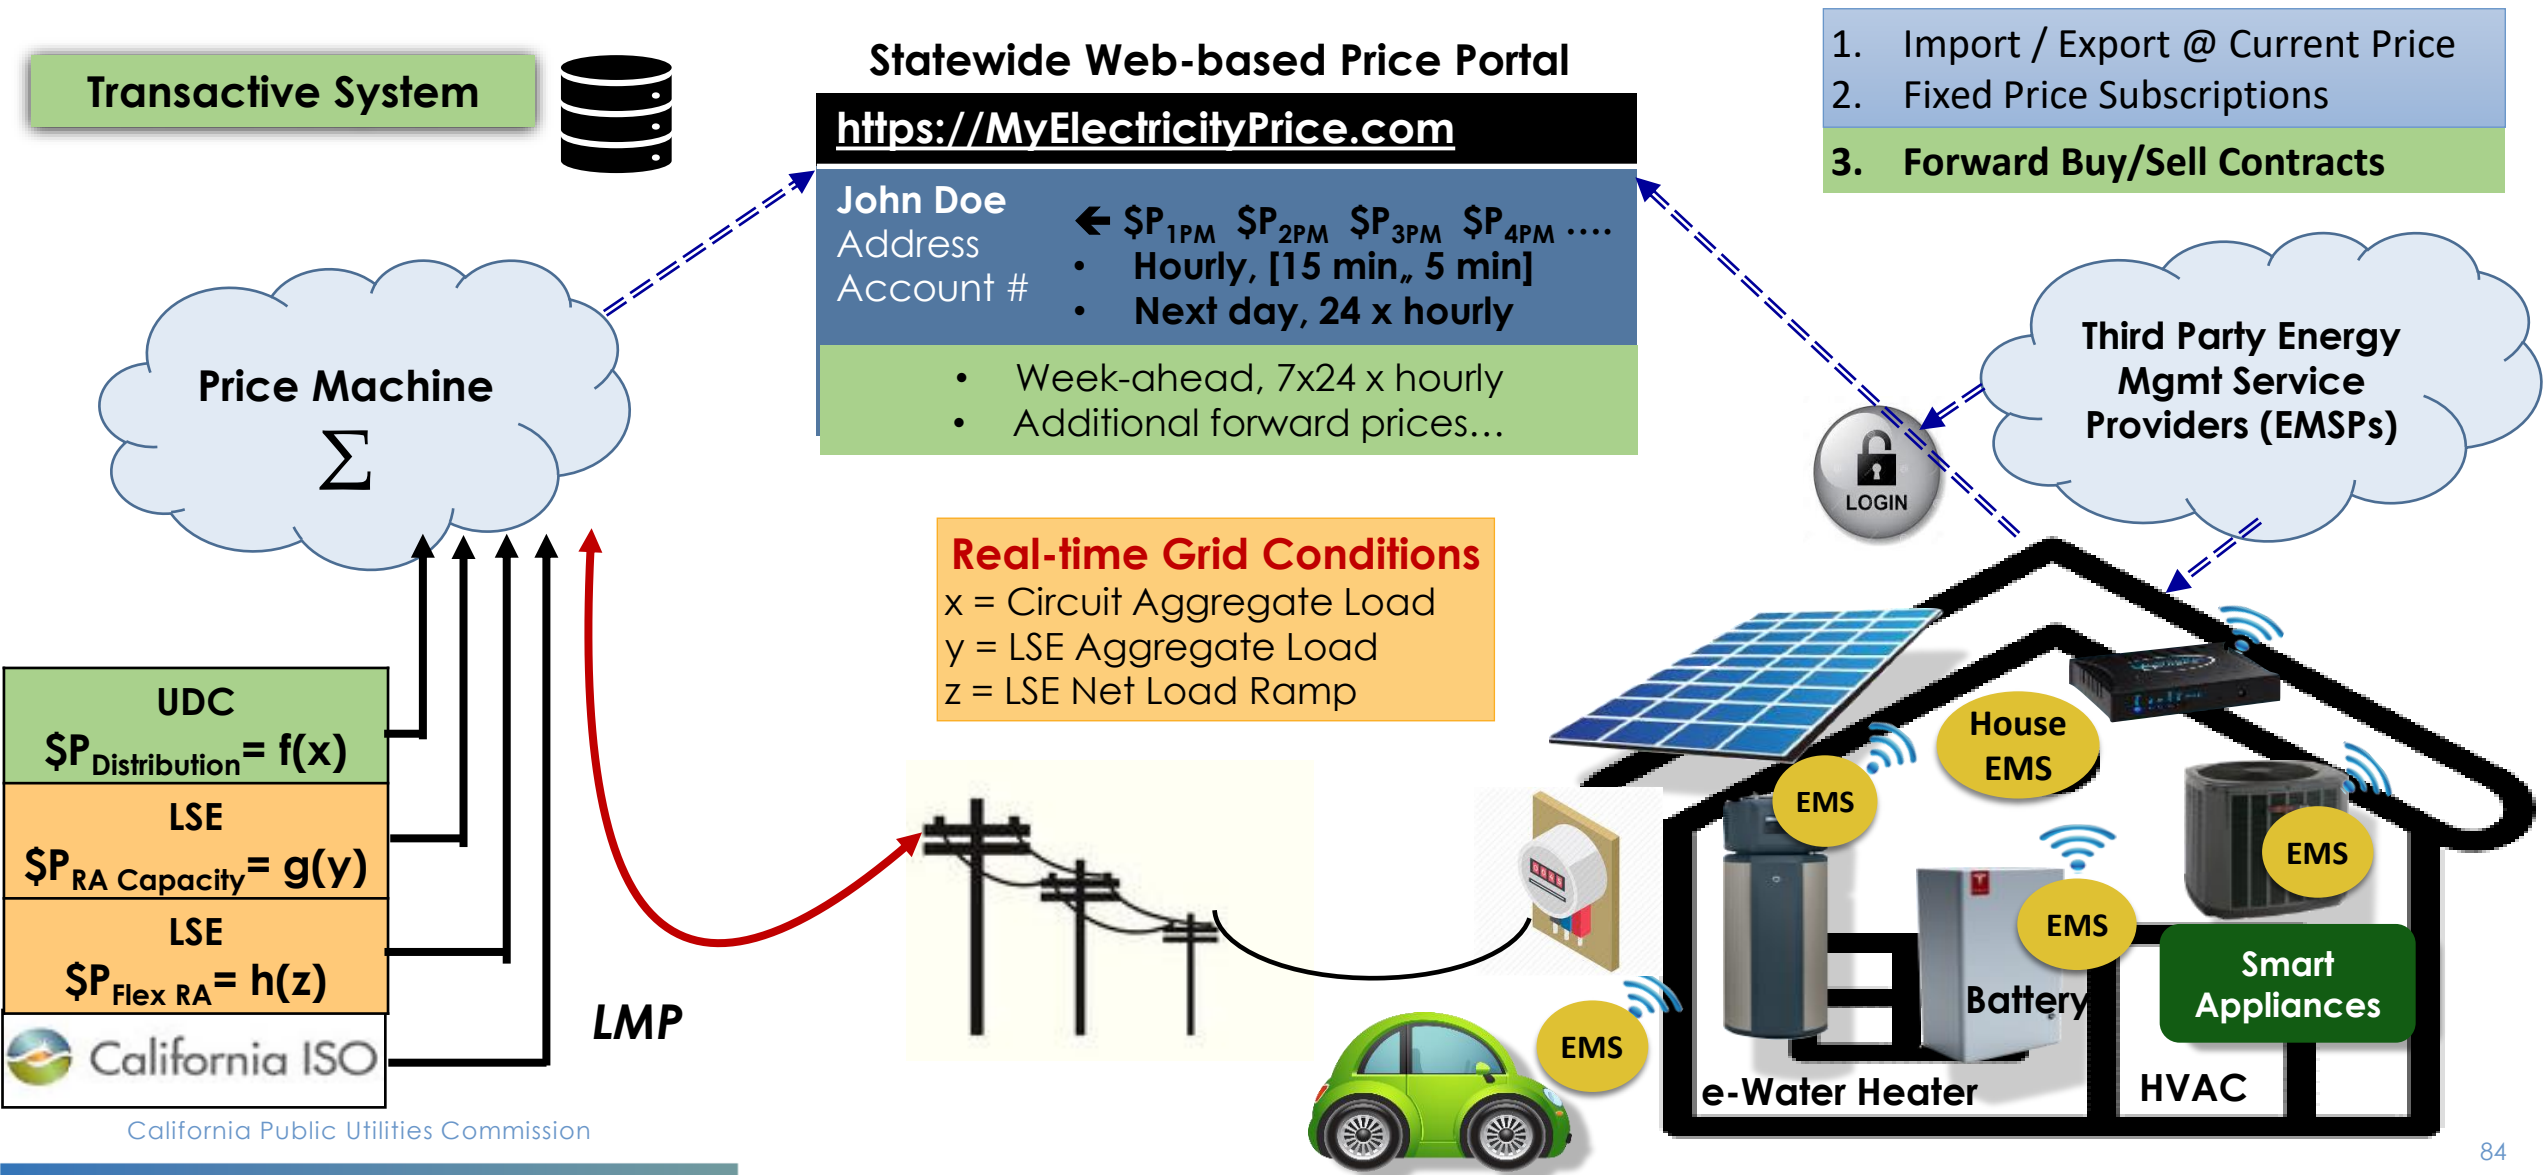 Transactive System
Statewide Web-based Price Portal
https://MyElectricityPrice.com
John Doe
Address
Account #
$P1PM $P2PM $P3PM $P4PM ....
• Hourly, [15 min,, 5 min]
• Next day, 24 x hourly
• Week-ahead, 7x24 x hourly
• Additional forward prices…
1. Import / Export @ Current Price
2. Fixed Price Subscriptions
3. Forward Buy/Sell Contracts
Price Machine
∑
Third Party Energy
Mgmt Service
Providers (EMSPs)
LOGIN
Real-time Grid Conditions
x = Circuit Aggregate Load
y = LSE Aggregate Load
z = LSE Net Load Ramp
UDC
$PDistribution= f(x)
LSE
$PRA Capacity= g(y)
LSE
$PFlex RA= h(z)
California ISO
LMP
House
EMS
EMS
EMS
EMS
EMS
Battery
Smart
Appliances
e-Water Heater
HVAC
California Public Utilities Commission
84